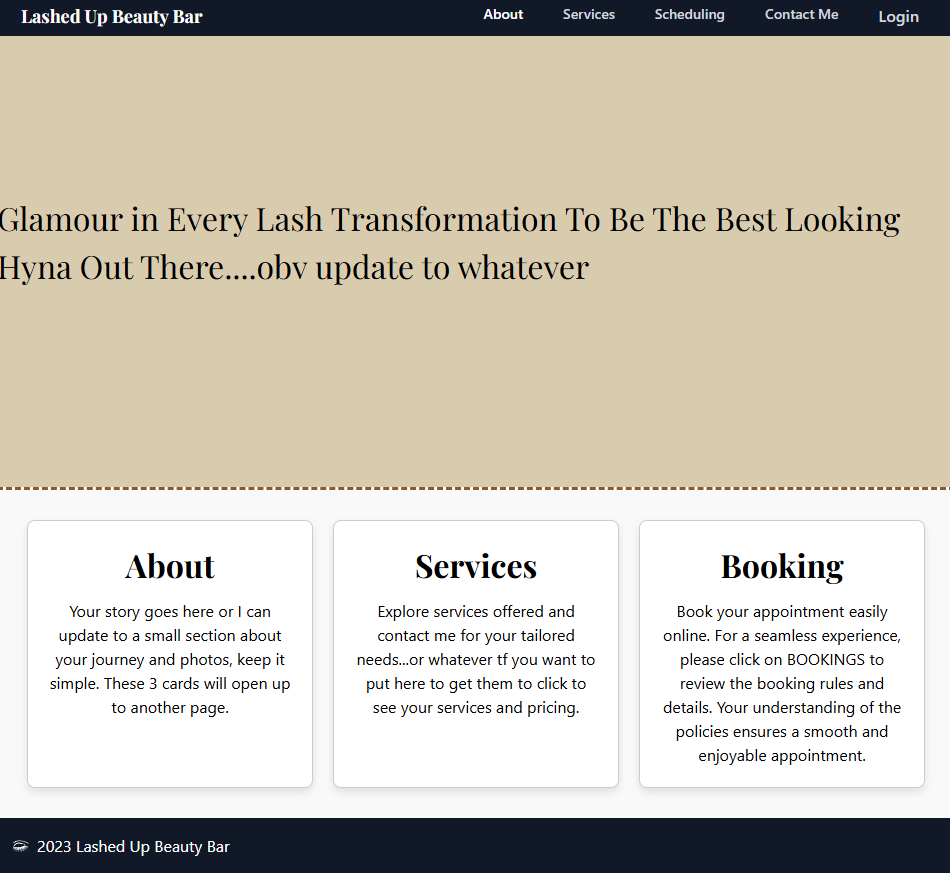 Lashed Up Beauty Bar
About Services Scheduling Contact Me Login
Glamour in Every Lash Transformation To Be The Best Looking
Hyna Out There....obv update to whatever
About
Your story goes here or I can
update to a small section about
your journey and photos, keep it
simple. These 3 cards will open up
to another page.
Services
Explore services offered and
contact me for your tailored
needs...or whatever tf you want to
put here to get them to click to
see your services and pricing.
Booking
Book your appointment easily
online. For a seamless experience,
please click on BOOKINGS to
review the booking rules and
details. Your understanding of the
policies ensures a smooth and
enjoyable appointment.
2023 Lashed Up Beauty Bar